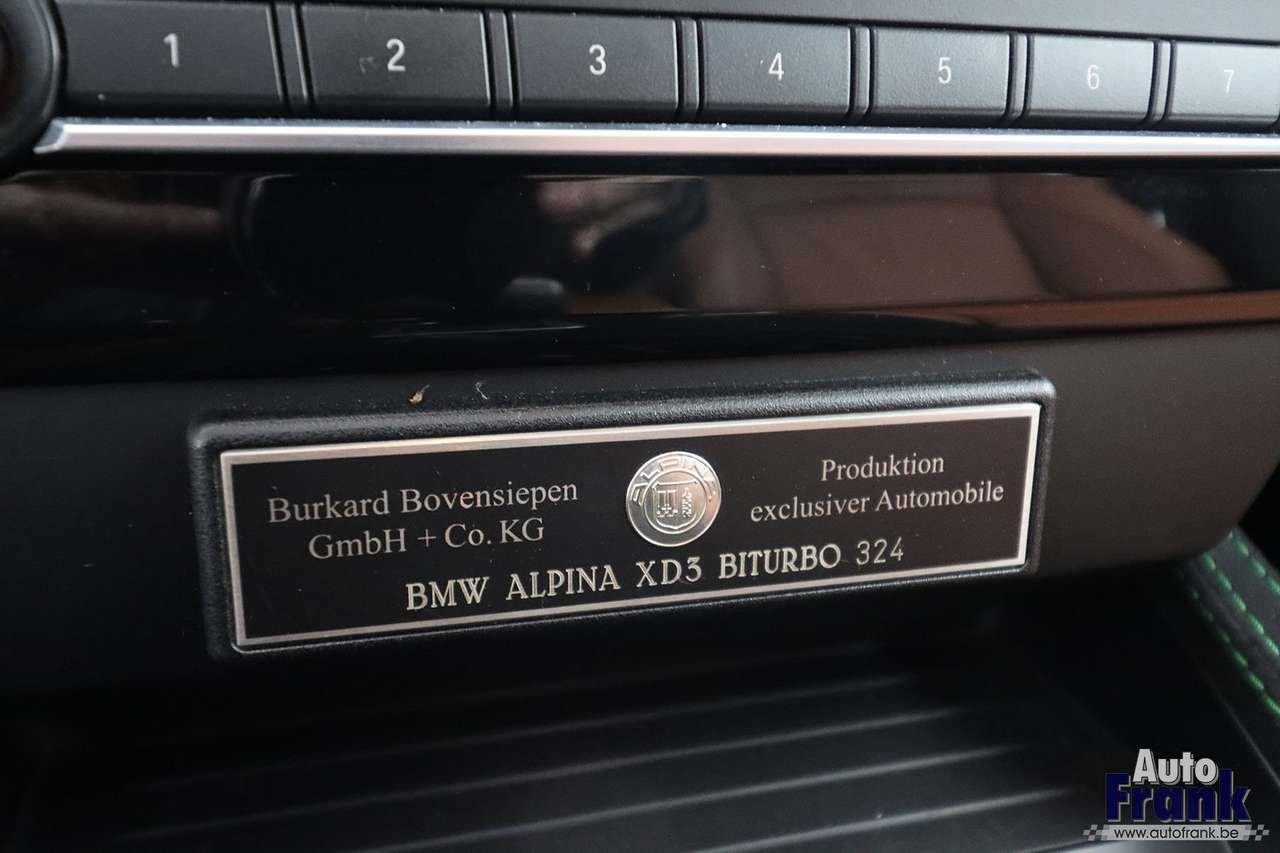 1 2 3 4 5 6 7
Burkard Bovensiepen
GmbH + Co. KG
ALPINA
Produktion
exclusiver Automobile
BMW ALPINA XD3 BITURBO 324
Auto
Frank
www.autofrank.be